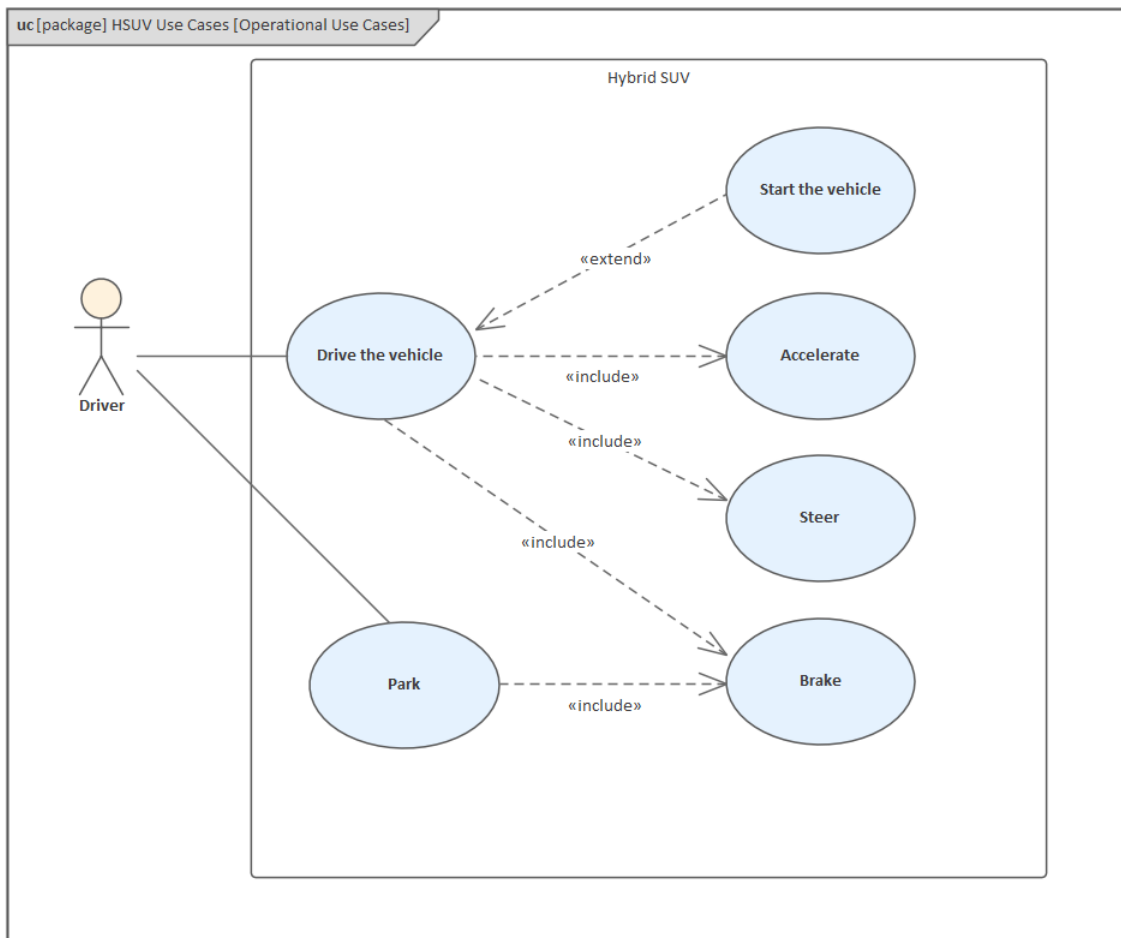 uc [package] HSUV Use Cases [Operational Use Cases]
Hybrid SUV
Start the vehicle
«extend»
Driver
Drive the vehicle
Accelerate
«include»
«include»
Steer
«include»
Park
Brake
«include»